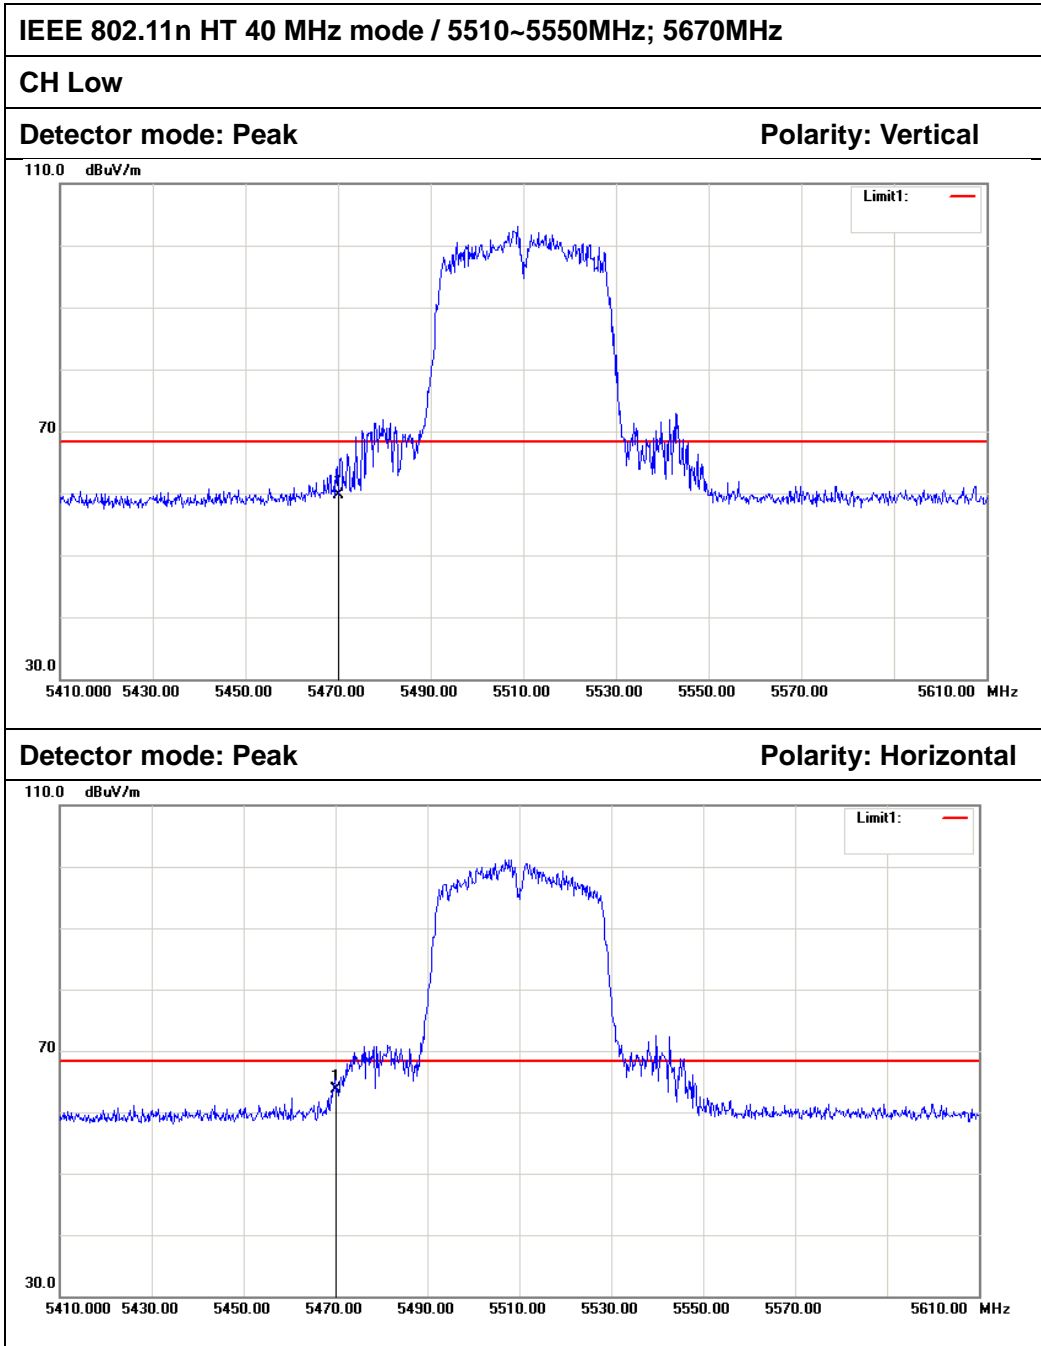 IEEE 802.11n HT 40 MHz mode / 5510~5550MHz; 5670MHz
CH Low
Detector mode: Peak Polarity: Vertical
110.0 dBuV/m
Limit1:
70
30.0
5410.000 5430.00 5450.00 5470.00 5490.00 5510.00 5530.00 5550.00 5570.00 5610.00 MHz
Detector mode: Peak Polarity: Horizontal
110.0 dBuV/m
Limit1:
70
1
30.0
5410.000 5430.00 5450.00 5470.00 5490.00 5510.00 5530.00 5550.00 5570.00 5610.00 MHz